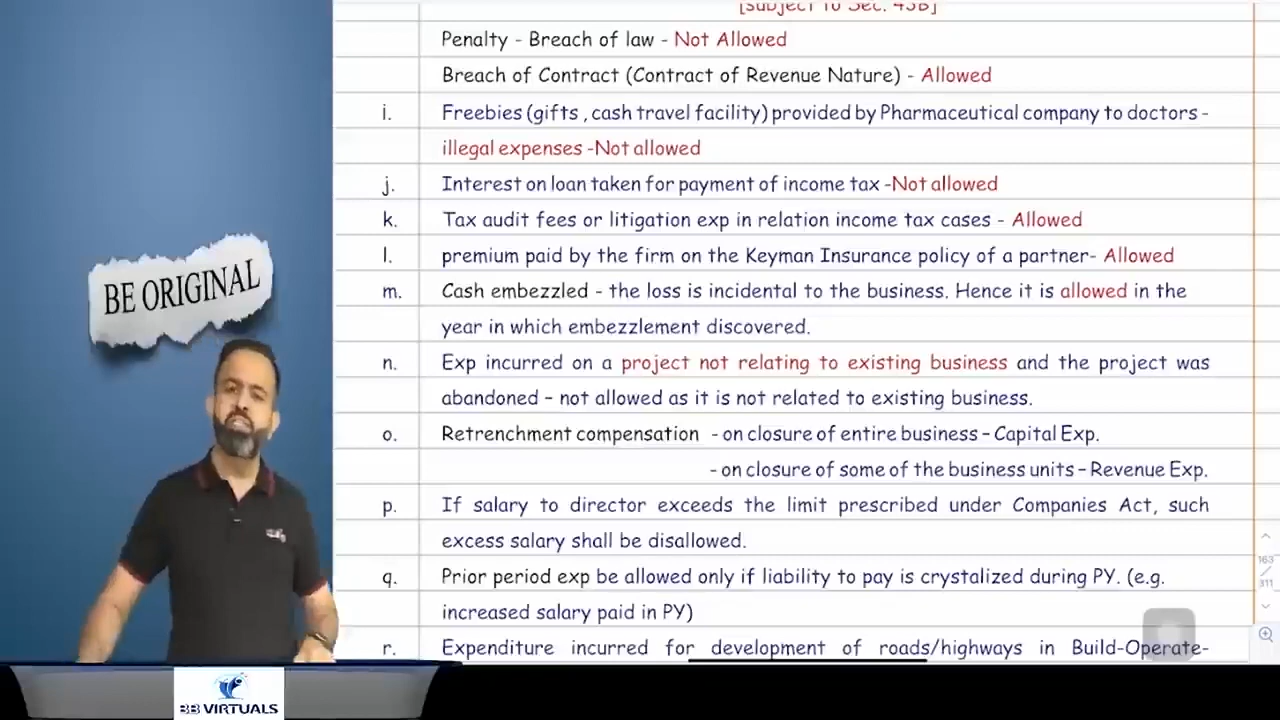 [Subject to Sec. 43B]
Penalty - Breach of law - Not Allowed
Breach of Contract (Contract of Revenue Nature) - Allowed
i. Freebies (gifts , cash travel facility) provided by Pharmaceutical company to doctors -
illegal expenses -Not allowed
j. Interest on loan taken for payment of income tax -Not allowed
k. Tax audit fees or litigation exp in relation income tax cases - Allowed
l. premium paid by the firm on the Keyman Insurance policy of a partner- Allowed
m. Cash embezzled - the loss is incidental to the business. Hence it is allowed in the
year in which embezzlement discovered.
n. Exp incurred on a project not relating to existing business and the project was
abandoned – not allowed as it is not related to existing business.
o. Retrenchment compensation - on closure of entire business – Capital Exp.
- on closure of some of the business units – Revenue Exp.
p. If salary to director exceeds the limit prescribed under Companies Act, such
excess salary shall be disallowed.
q. Prior period exp be allowed only if liability to pay is crystalized during PY. (e.g.
increased salary paid in PY)
r. Expenditure incurred for development of roads/highways in Build-Operate-
BE ORIGINAL
BB VIRTUALS
163
/
311